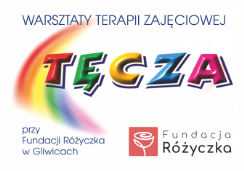 WARSZTATY TERAPII ZAJĘCIOWEJ
TĘCZA
przy
Fundacji Różyczka
w Gliwicach
Fundacja
Różyczka